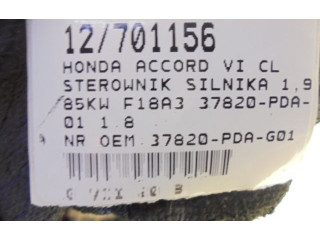 12/701156
HONDA ACCORD VI CL
STEROWNIK SILNIKA 1,9
85KW F18A3 37820-PDA-
01 1.8
NR OEM:37820-PDA-G01